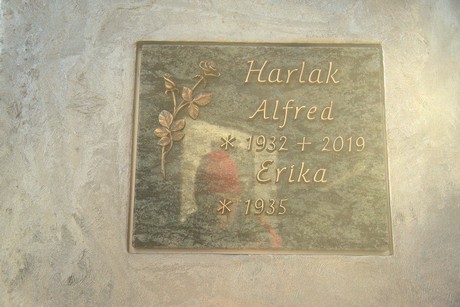 Harlak
Alfred
* 1932 + 2019
Erika
* 1935